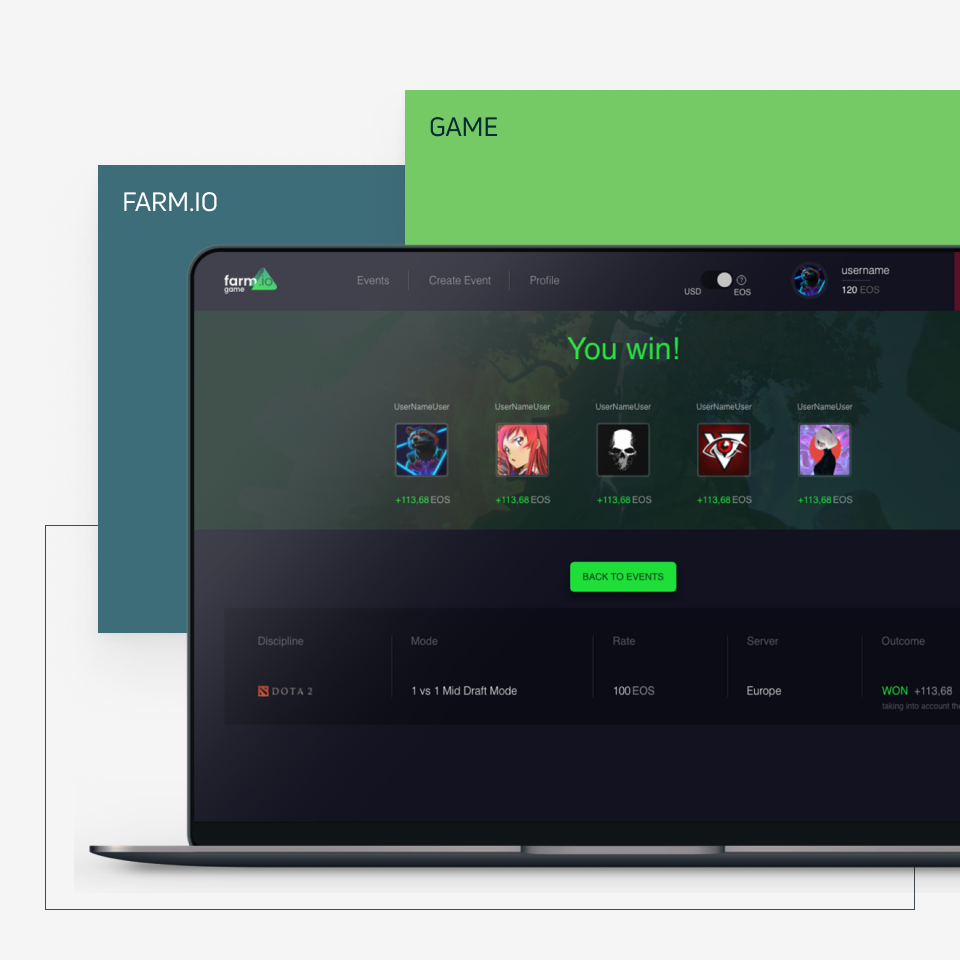 GAME
FARM.IO
farm.io
game
Events
Create Event
Profile
USD
EOS
username
120 EOS
You win!
UserNameUser UserNameUser UserNameUser UserNameUser UserNameUser
+113,68 EOS +113,68 EOS +113,68 EOS +113,68 EOS +113,68 EOS
BACK TO EVENTS
Discipline Mode Rate Server Outcome
DOTA 2 1 vs 1 Mid Draft Mode 100 EOS Europe WON +113,68
taking into account